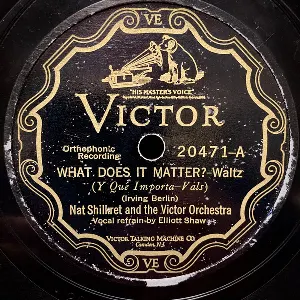 VE
"HIS MASTER'S VOICE"
VICTOR
Orthophonic
Recording
20471-A
WHAT DOES IT MATTER?-Waltz
(Y Qué Importa-Vals)
(Irving Berlin)
Nat Shilkret and the Victor Orchestra
Vocal refrain by Elliott Shaw
VICTOR TALKING MACHINE CO.
Camden, N.J.
VE